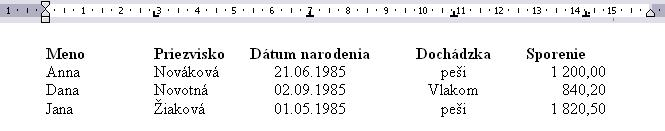 1 1 2 3 4 5 6 7 8 9 10 11 12 13 14 15
Meno Priezvisko Dátum narodenia Dochádzka Sporenie
Anna Nováková 21.06.1985 peši 1 200,00
Dana Novotná 02.09.1985 Vlakom 840,20
Jana Žiaková 01.05.1985 peši 1 820,50